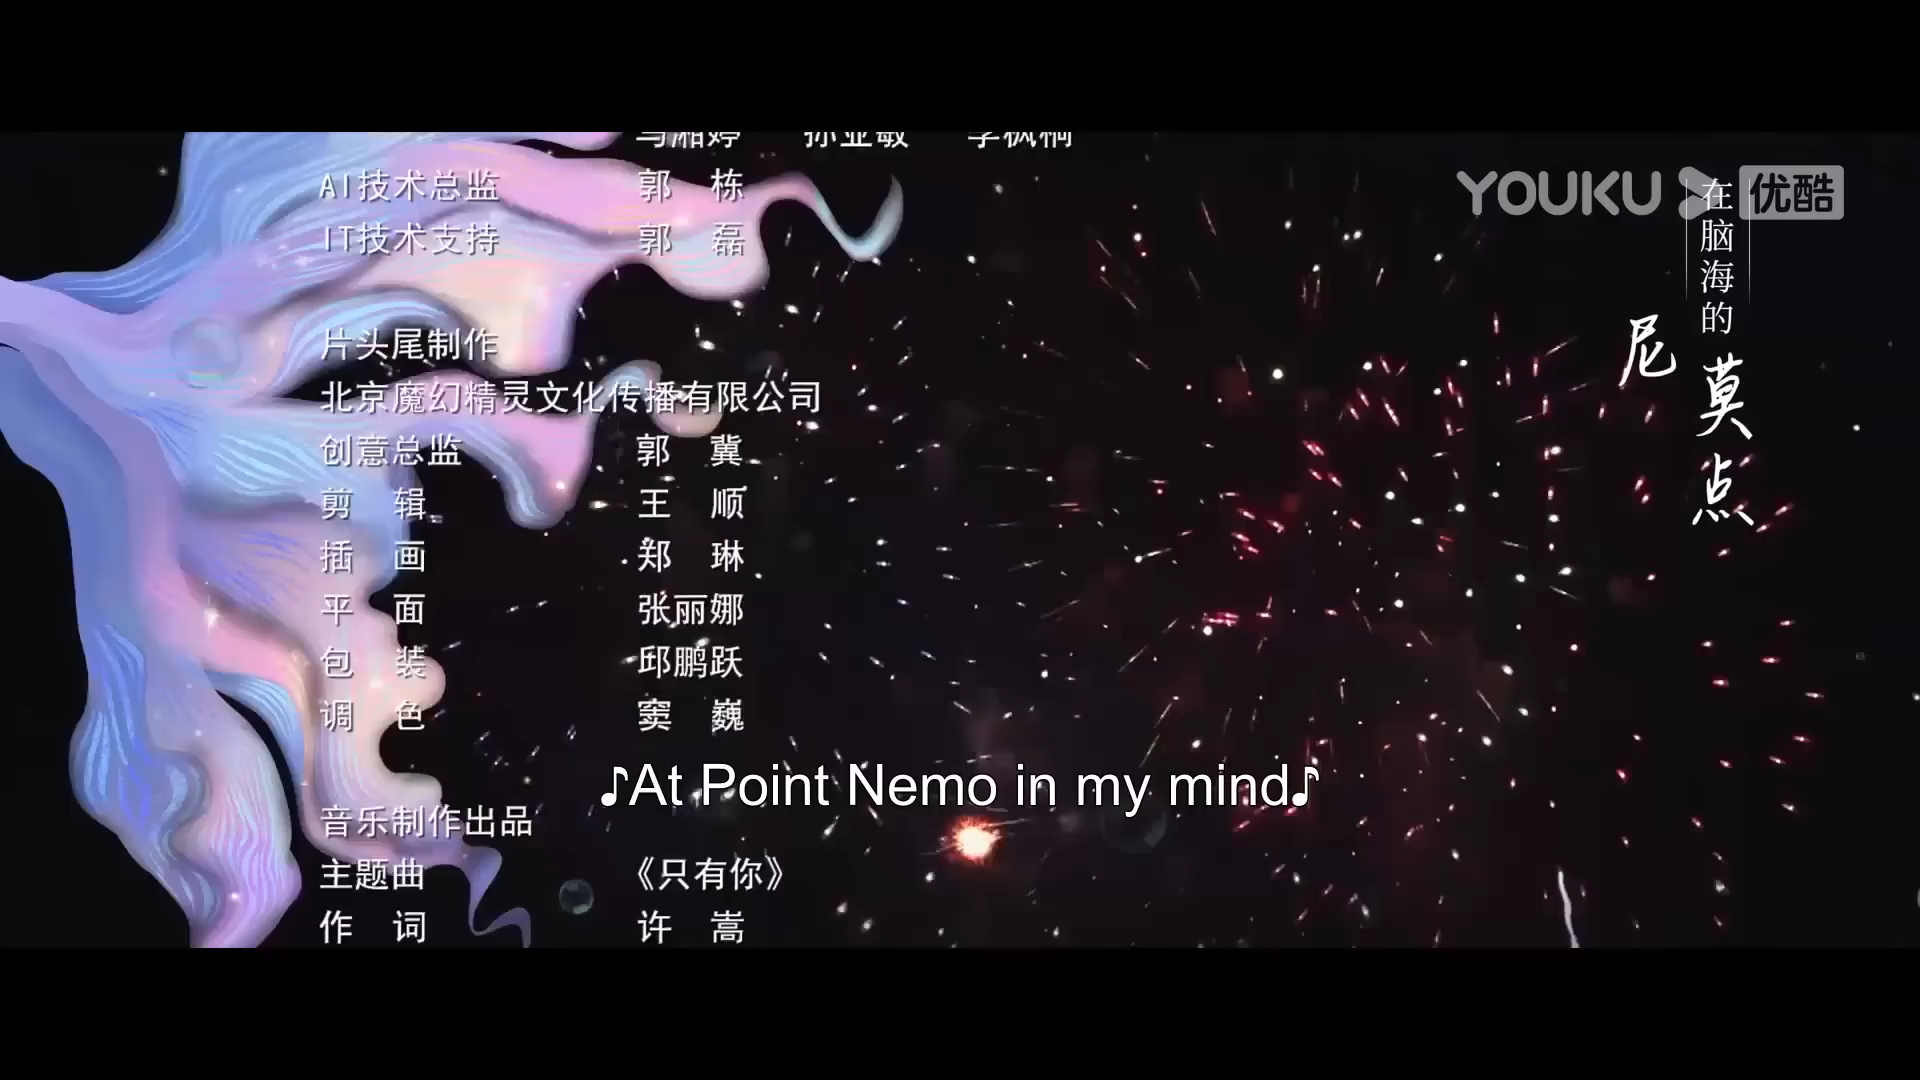 AI技术总监 郭 栋
IT技术支持 郭 磊
片头尾制作
北京魔幻精灵文化传播有限公司
创意总监 郭 冀
剪 辑 王 顺
插 画 郑 琳
平 面 张丽娜
包 装 邱鹏跃
调 色 窦 巍
音乐制作出品
主题曲 《只有你》
作 词 许 嵩
♪At Point Nemo in my mind♪
YOUKU 优酷
在脑海的
尼莫点